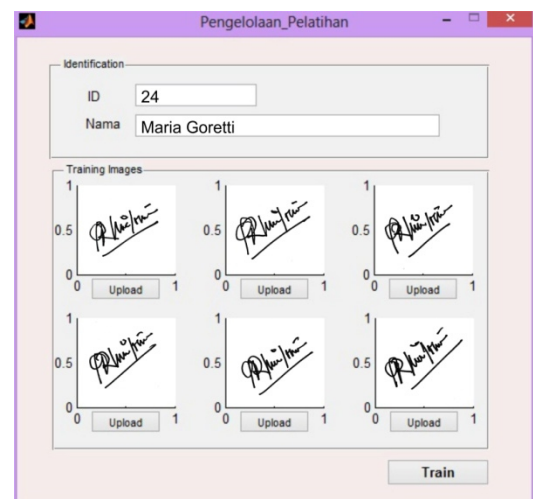 Pengelolaan_Pelatihan
Identification
ID 24
Nama Maria Goretti
Training Images
1 1 1
0.5 0.5 0.5
0 0 0
0 Upload 1 0 Upload 1 0 Upload 1
1 1 1
0.5 0.5 0.5
0 0 0
0 Upload 1 0 Upload 1 0 Upload 1
Train